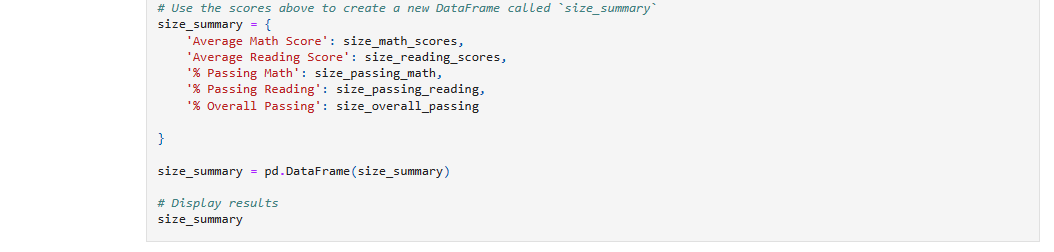 # Use the scores above to create a new DataFrame called `size_summary`
size_summary = {
    'Average Math Score': size_math_scores,
    'Average Reading Score': size_reading_scores,
    '% Passing Math': size_passing_math,
    '% Passing Reading': size_passing_reading,
    '% Overall Passing': size_overall_passing
}
size_summary = pd.DataFrame(size_summary)
# Display results
size_summary